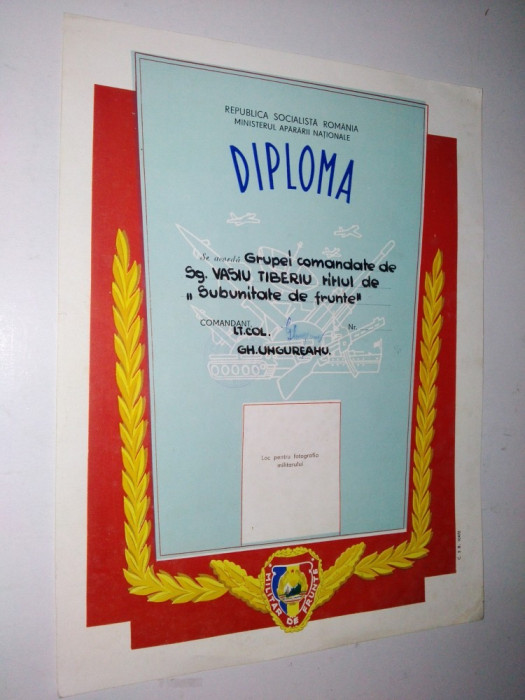 REPUBLICA SOCIALISTĂ ROMÂNIA
MINISTERUL APĂRĂRII NAȚIONALE
DIPLOMA
Se acordă Grupei comandate de
Sg. VASIU TIBERIU titlul de
„Subunitate de frunte"
COMANDANT, Nr.
LT.COL.
GH. UNGUREANU.
Loc pentru fotografia
militarului
MILITAR DE FRUNTE